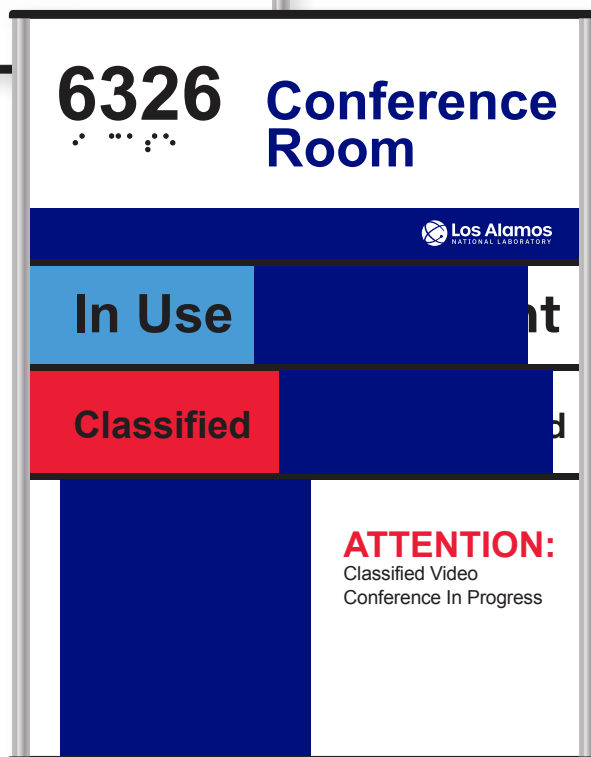 6326
Conference
Room
Los Alamos
NATIONAL LABORATORY
In Use
Classified
ATTENTION:
Classified Video
Conference In Progress